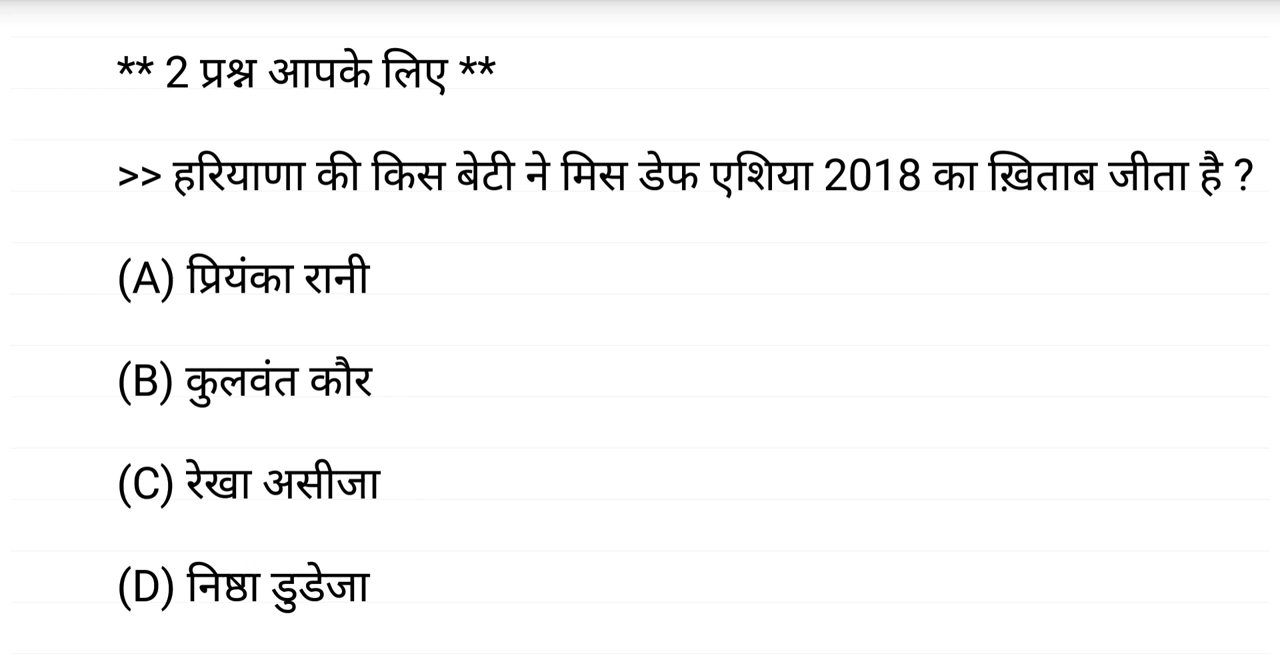 ** 2 प्रश्न आपके लिए **
>> हरियाणा की किस बेटी ने मिस डेफ एशिया 2018 का ख़िताब जीता है ?
(A) प्रियंका रानी
(B) कुलवंत कौर
(C) रेखा असीजा
(D) निष्ठा डुडेजा